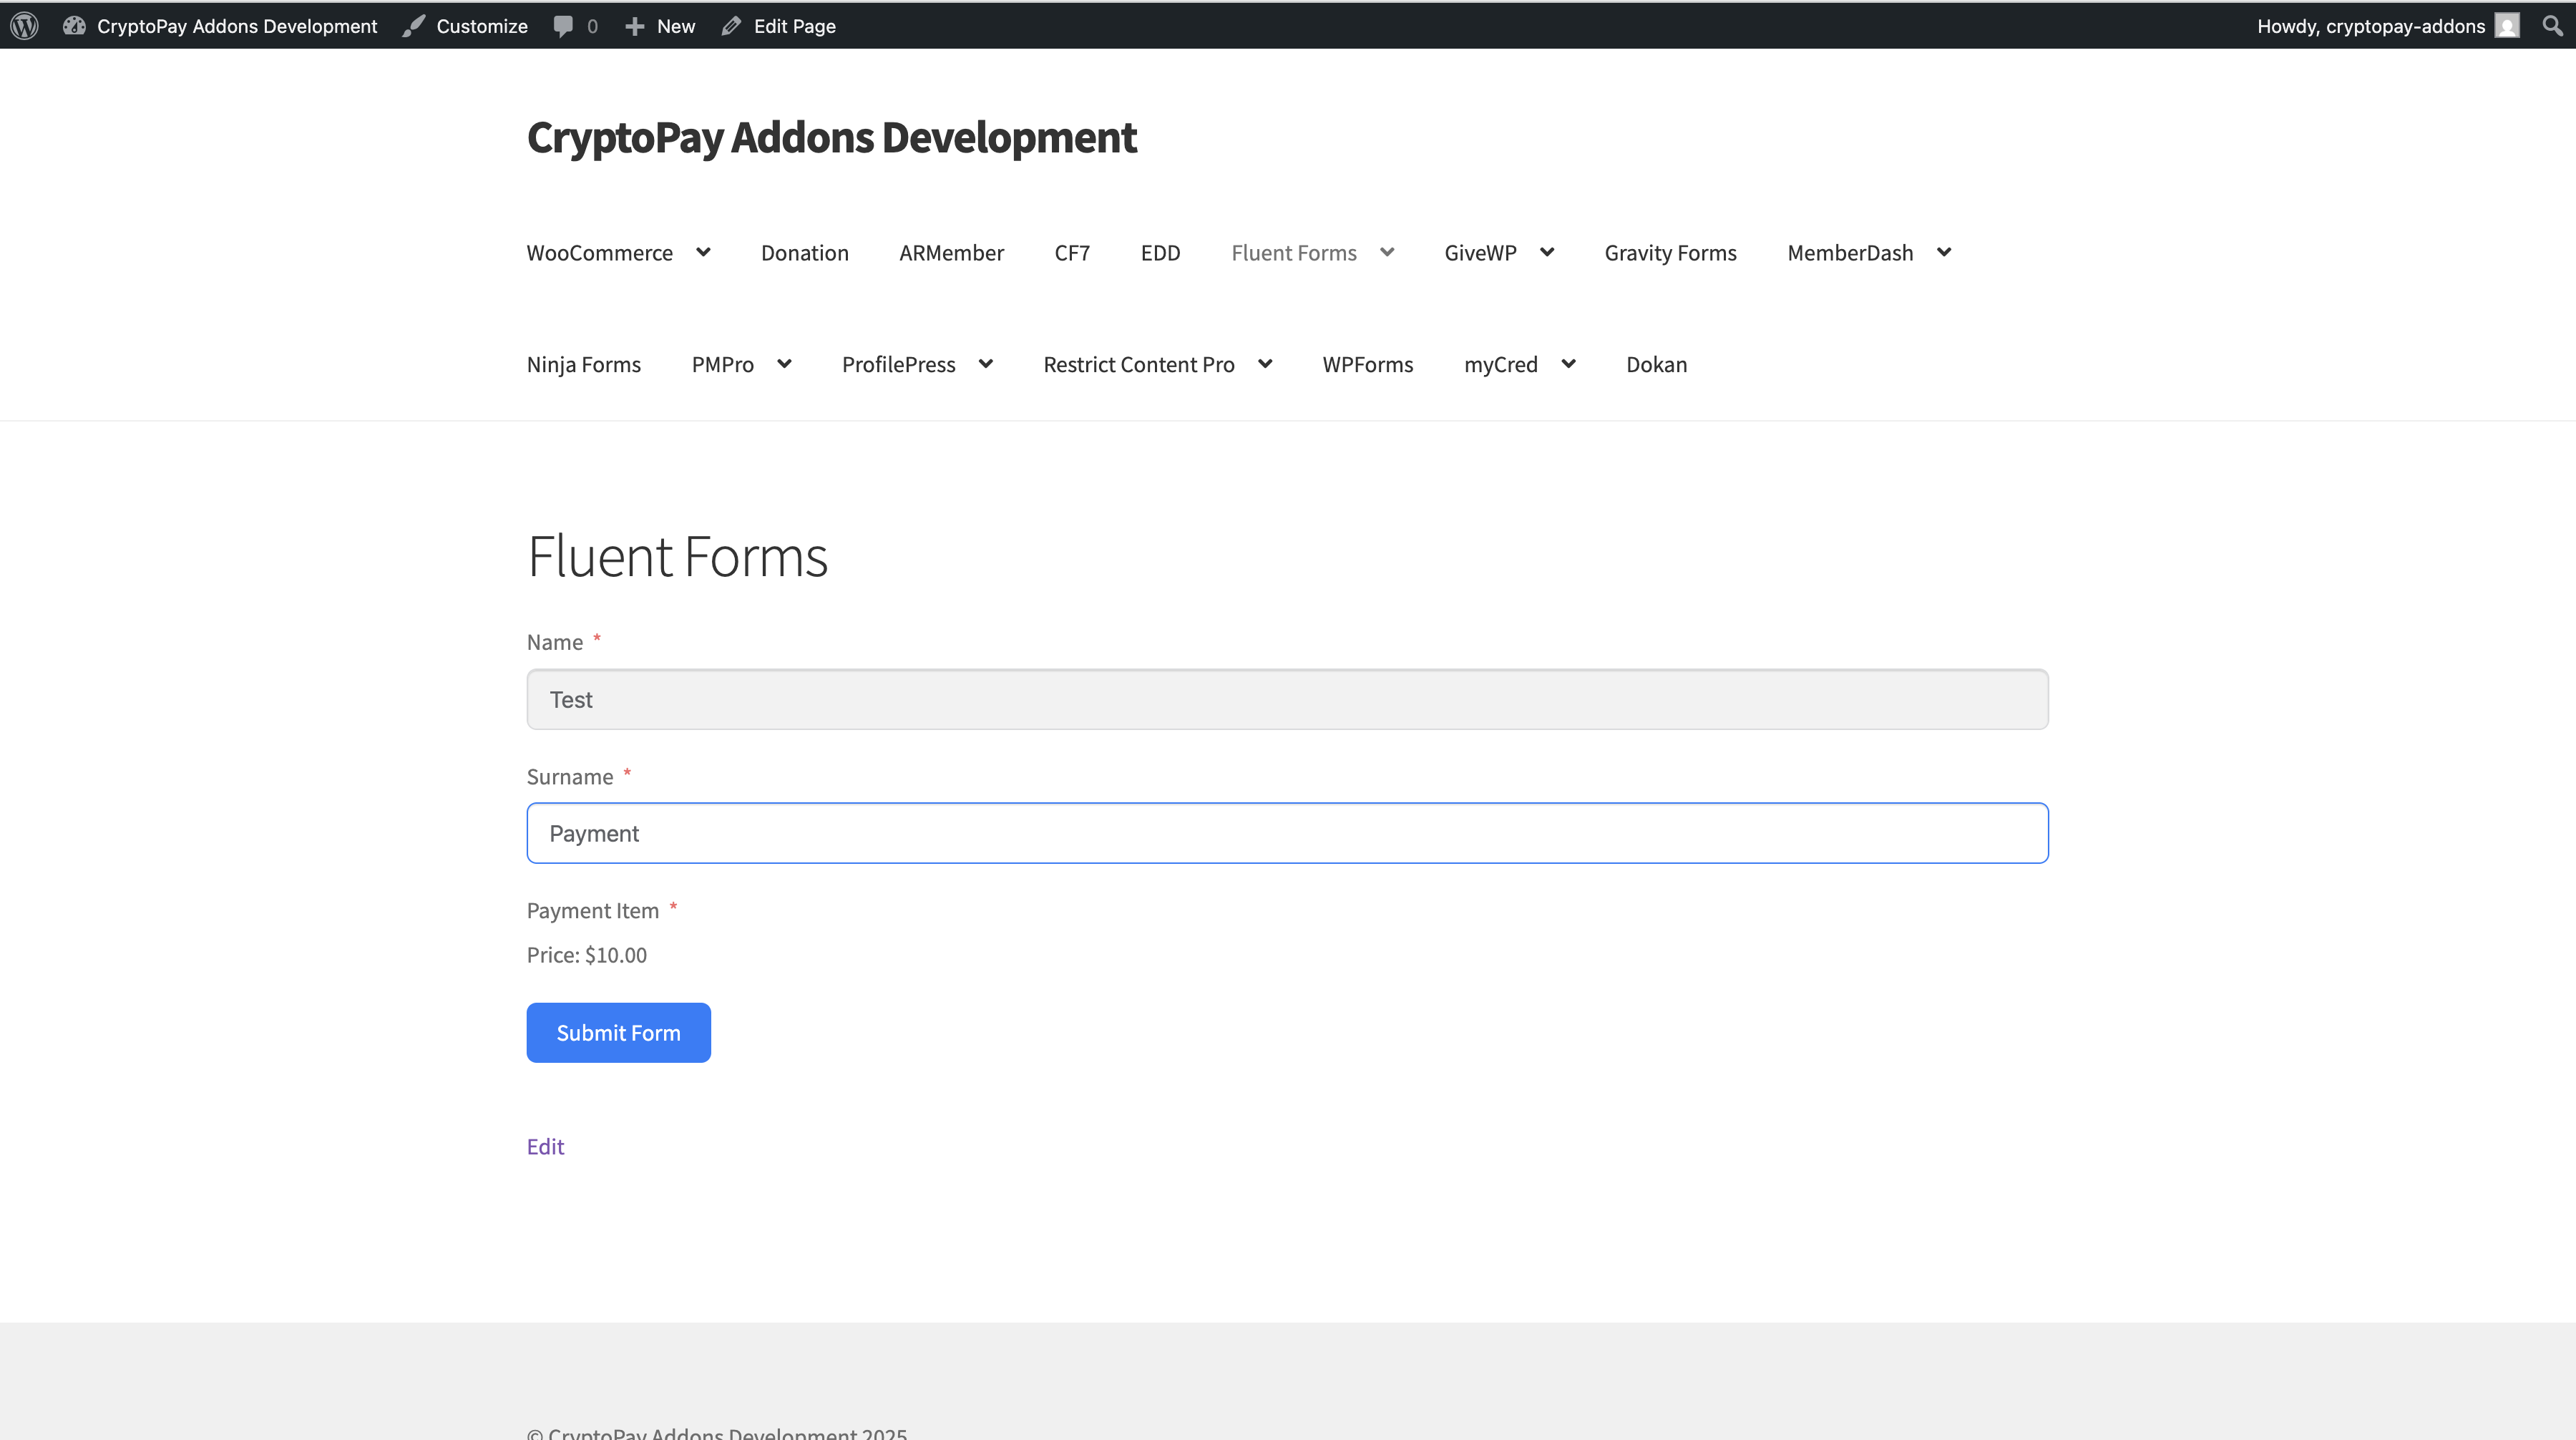 CryptoPay Addons Development Customize 0 New Edit Page Howdy, cryptopay-addons
CryptoPay Addons Development
WooCommerce Donation ARMember CF7 EDD Fluent Forms GiveWP Gravity Forms MemberDash
Ninja Forms PMPro ProfilePress Restrict Content Pro WPForms myCred Dokan
Fluent Forms
Name *
Test
Surname *
Payment
Payment Item *
Price: $10.00
Submit Form
Edit
© CryptoPay Addons Development 2025